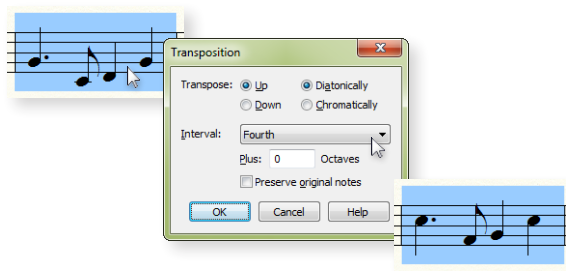 Transposition
Transpose: Up Diatonically
Down Chromatically
Interval: Fourth
Plus: 0 Octaves
Preserve original notes
OK Cancel Help